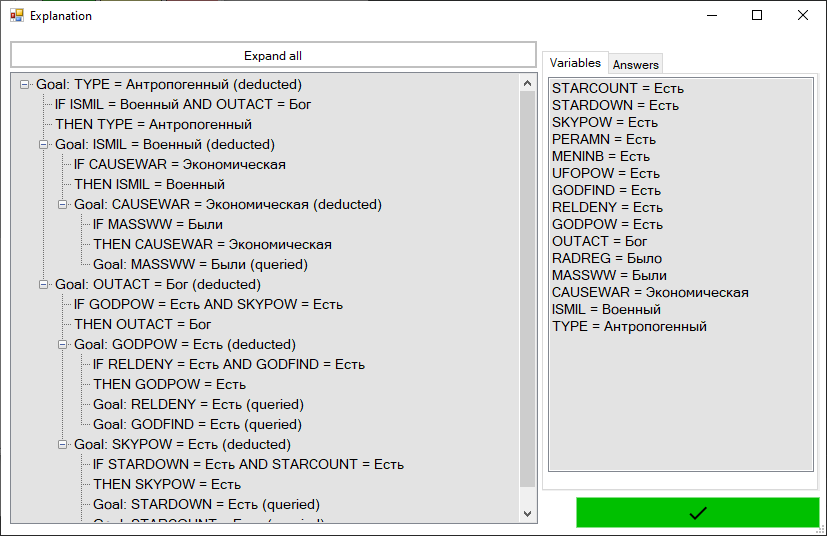 Explanation
Expand all
Goal: TYPE = Антропогенный (deducted)
IF ISMIL = Военный AND OUTACT = Бог
THEN TYPE = Антропогенный
Goal: ISMIL = Военный (deducted)
IF CAUSEWAR = Экономическая
THEN ISMIL = Военный
Goal: CAUSEWAR = Экономическая (deducted)
IF MASSWW = Были
THEN CAUSEWAR = Экономическая
Goal: MASSWW = Были (queried)
Goal: OUTACT = Бог (deducted)
IF GODPOW = Есть AND SKYPOW = Есть
THEN OUTACT = Бог
Goal: GODPOW = Есть (deducted)
IF RELDENY = Есть AND GODFIND = Есть
THEN GODPOW = Есть
Goal: RELDENY = Есть (queried)
Goal: GODFIND = Есть (queried)
Goal: SKYPOW = Есть (deducted)
IF STARDOWN = Есть AND STARCOUNT = Есть
THEN SKYPOW = Есть
Goal: STARDOWN = Есть (queried)
Goal: STARCOUNT = Есть (queried)
Variables Answers
STARCOUNT = Есть
STARDOWN = Есть
SKYPOW = Есть
PERAMN = Есть
MENINB = Есть
UFOPOW = Есть
GODFIND = Есть
RELDENY = Есть
GODPOW = Есть
OUTACT = Бог
RADREG = Было
MASSWW = Были
CAUSEWAR = Экономическая
ISMIL = Военный
TYPE = Антропогенный